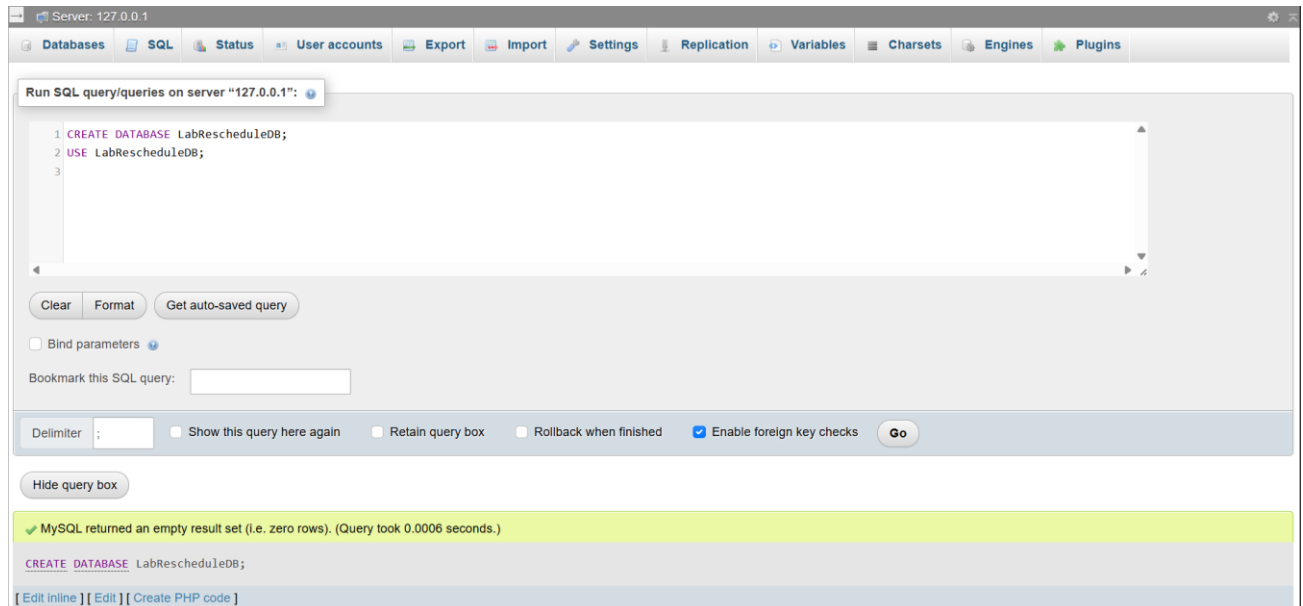 Server: 127.0.0.1
Databases SQL Status User accounts Export Import Settings Replication Variables Charsets Engines Plugins
Run SQL query/queries on server “127.0.0.1”:
1 CREATE DATABASE LabRescheduleDB;
2 USE LabRescheduleDB;
3
Clear Format Get auto-saved query
Bind parameters
Bookmark this SQL query:
Delimiter ; Show this query here again Retain query box Rollback when finished Enable foreign key checks Go
Hide query box
MySQL returned an empty result set (i.e. zero rows). (Query took 0.0006 seconds.)
CREATE DATABASE LabRescheduleDB;
[ Edit inline ] [ Edit ] [ Create PHP code ]